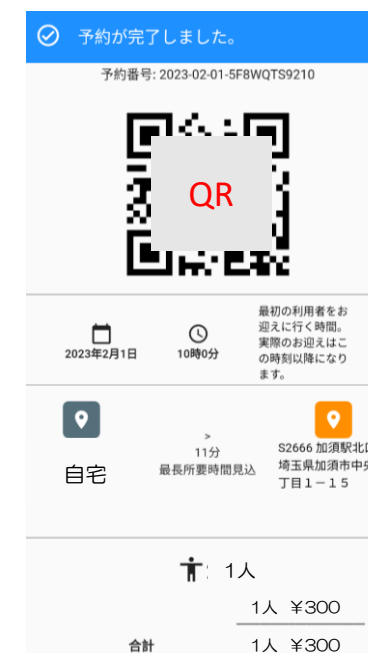 予約が完了しました。
予約番号: 2023-02-01-5F8WQTS9210
QR
最初の利用者をお
迎えに行く時間。
実際のお迎えはこ
の時刻以降になり
ます。
2023年2月1日
10時0分
自宅
>
11分
最長所要時間見込
S2666 加須駅北
埼玉県加須市中
丁目1－15
: 1人
1人 ¥300
合計 1人 ¥300